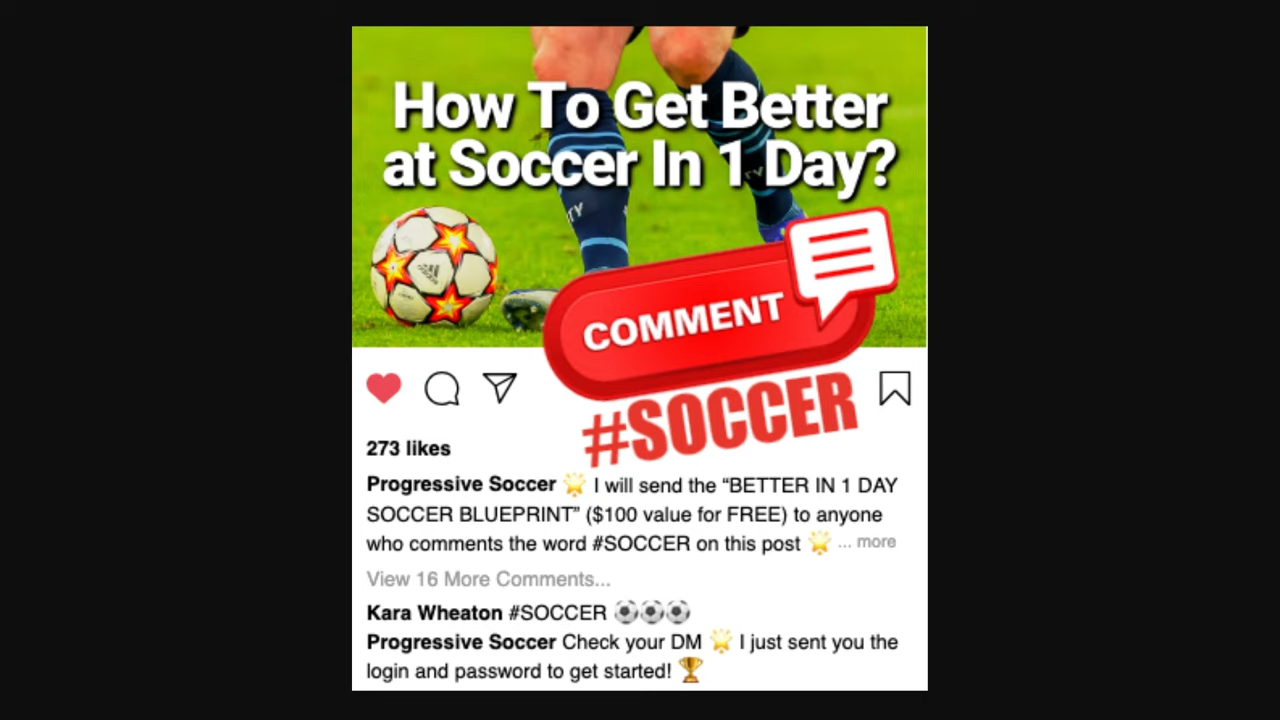 How To Get Better
at Soccer In 1 Day?
TY
TY
adidas
COMMENT
#SOCCER
273 likes
Progressive Soccer 🌟 I will send the “BETTER IN 1 DAY
SOCCER BLUEPRINT” ($100 value for FREE) to anyone
who comments the word #SOCCER on this post 🌟 ... more
View 16 More Comments...
Kara Wheaton #SOCCER ⚽⚽⚽
Progressive Soccer Check your DM 🌟 I just sent you the
login and password to get started! 🏆